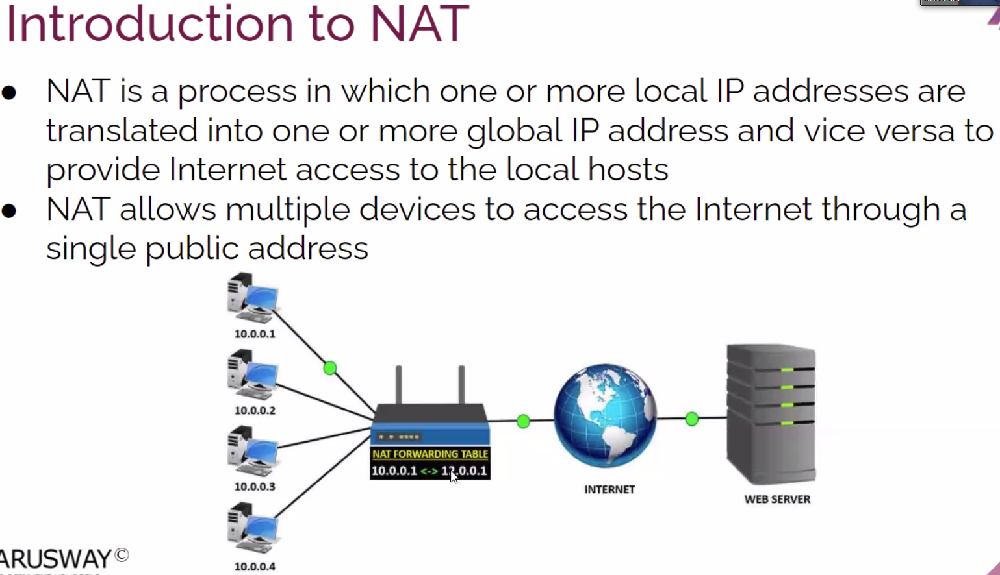 Introduction to NAT
● NAT is a process in which one or more local IP addresses are
translated into one or more global IP address and vice versa to
provide Internet access to the local hosts
● NAT allows multiple devices to access the Internet through a
single public address
10.0.0.1
10.0.0.2
10.0.0.3
10.0.0.4
NAT FORWARDING TABLE
10.0.0.1 <-> 12.0.0.1
INTERNET
WEB SERVER
ARUSWAY©